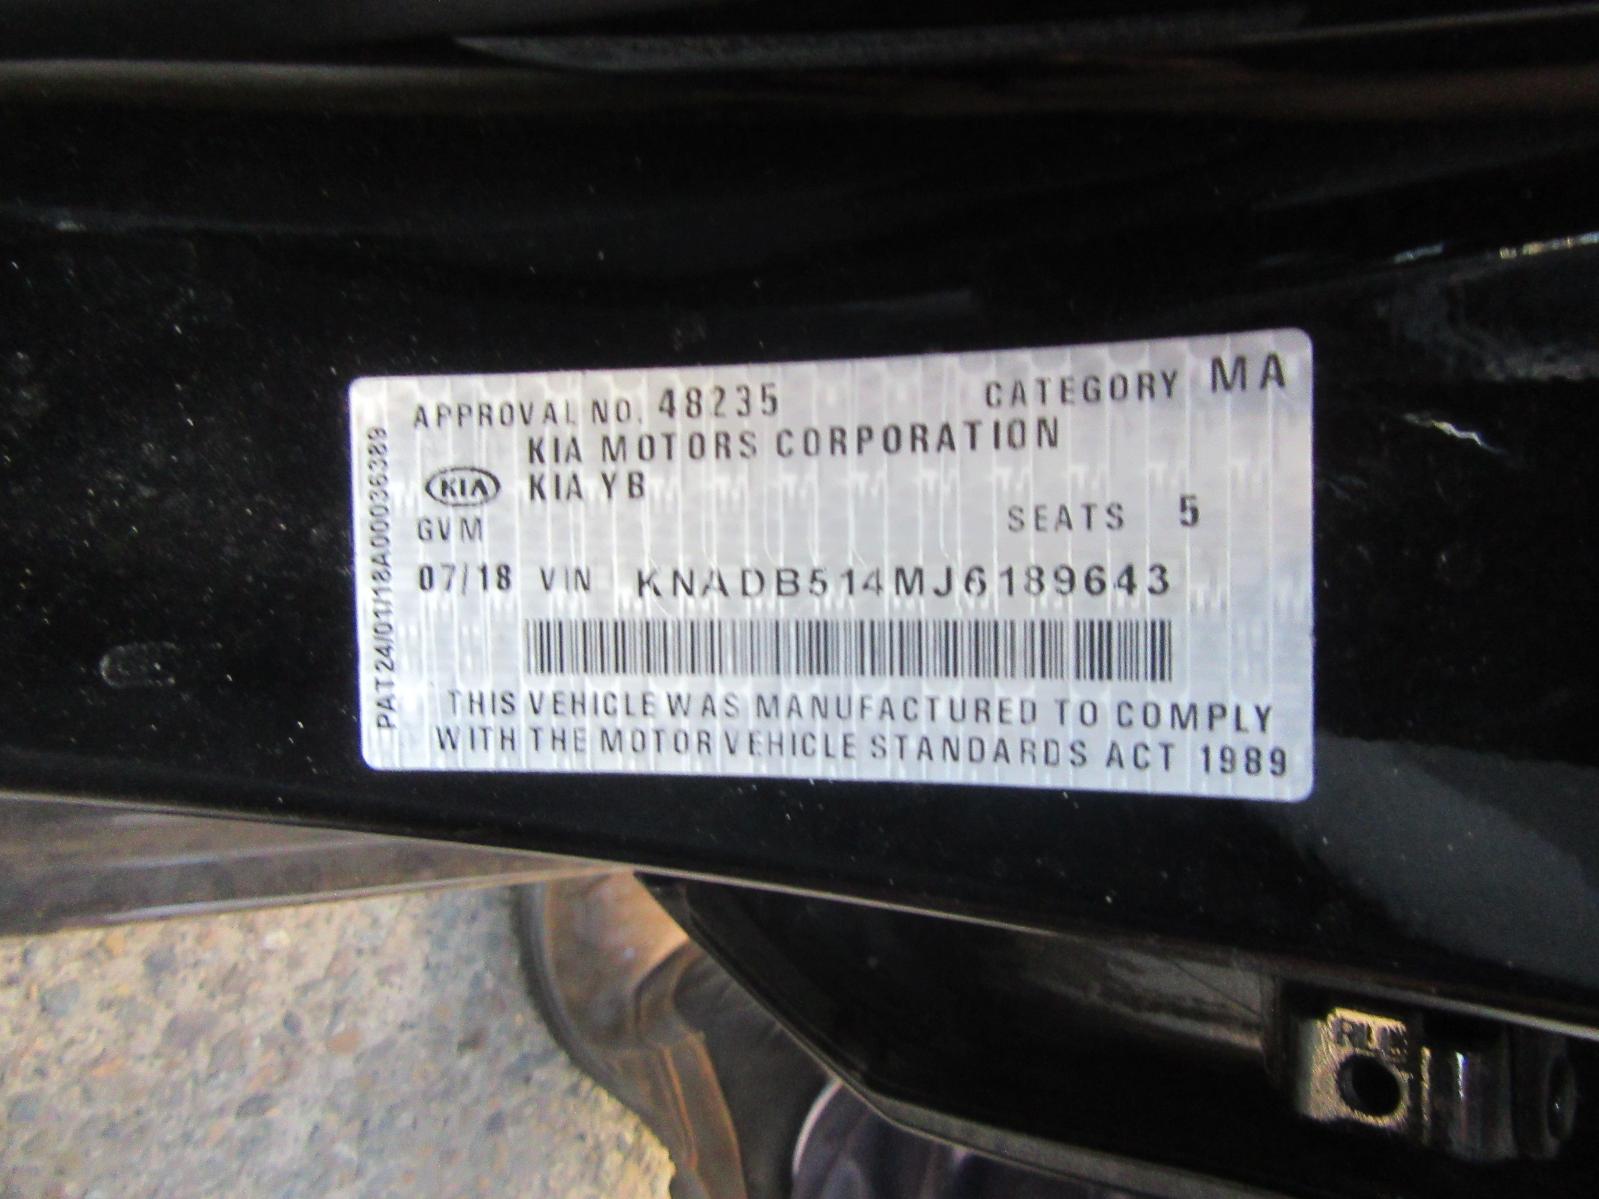 APPROVAL NO. 48235 CATEGORY MA
KIA MOTORS CORPORATION
KIA KIA YB
GVM SEATS 5
07/18 VIN KNADB514MJ6189643
THIS VEHICLE WAS MANUFACTURED TO COMPLY
WITH THE MOTOR VEHICLE STANDARDS ACT 1989
PAT24/01/18A00036389